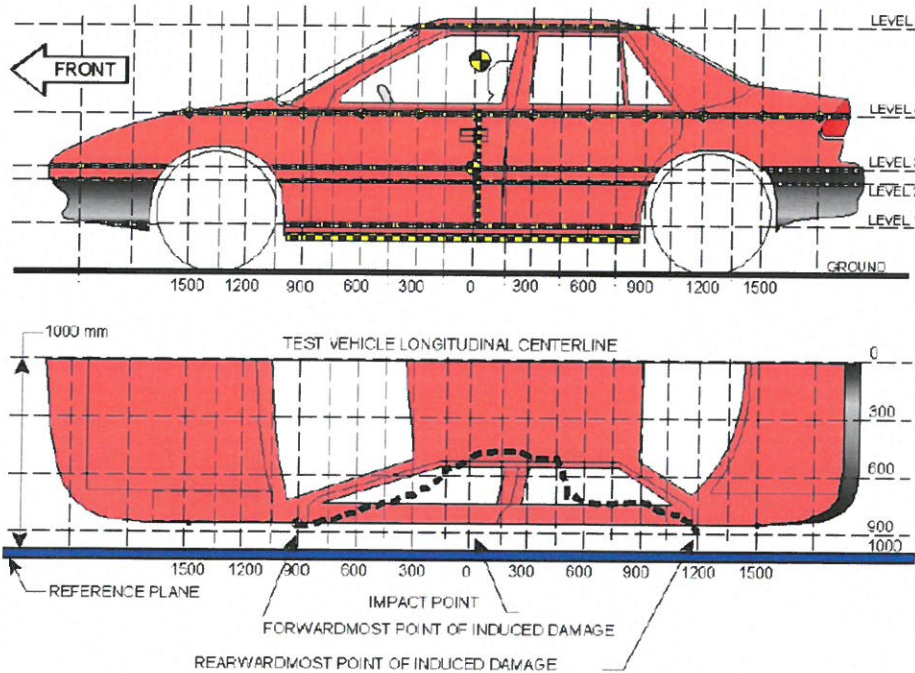 LEVEL
FRONT
LEVEL
LEVEL
LEVEL
LEVEL
GROUND
1500 1200 900 600 300 0 300 600 900 1200 1500
1000 mm
TEST VEHICLE LONGITUDINAL CENTERLINE
0
300
600
900
1000
1500 1200 900 600 300 0 300 600 900 1200 1500
REFERENCE PLANE
IMPACT POINT
FORWARDMOST POINT OF INDUCED DAMAGE
REARWARDMOST POINT OF INDUCED DAMAGE